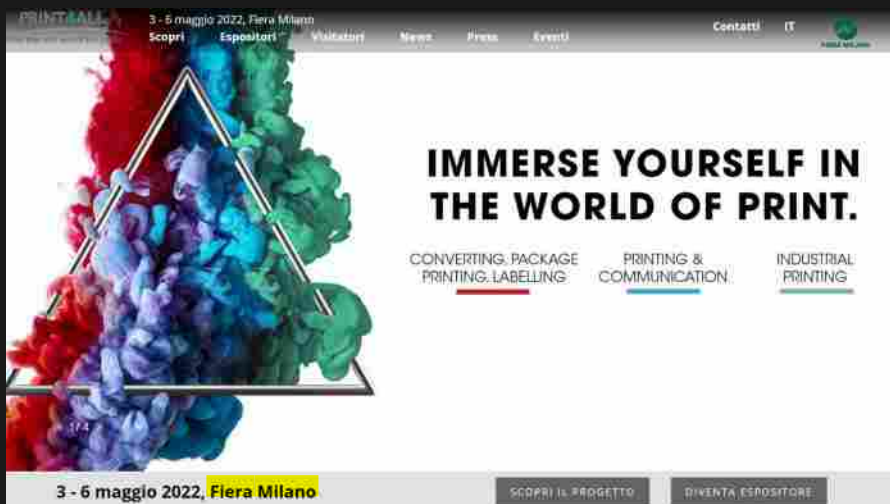 PRINT4ALL
3 - 6 maggio 2022, Fiera Milano
Scopri Espositori Visitatori News Press Eventi
Contatti IT
FIERA MILANO
IMMERSE YOURSELF IN
THE WORLD OF PRINT.
CONVERTING, PACKAGE
PRINTING, LABELLING
PRINTING &
COMMUNICATION
INDUSTRIAL
PRINTING
1/4
3 - 6 maggio 2022, Fiera Milano
SCOPRI IL PROGETTO DIVENTA ESPOSITORE